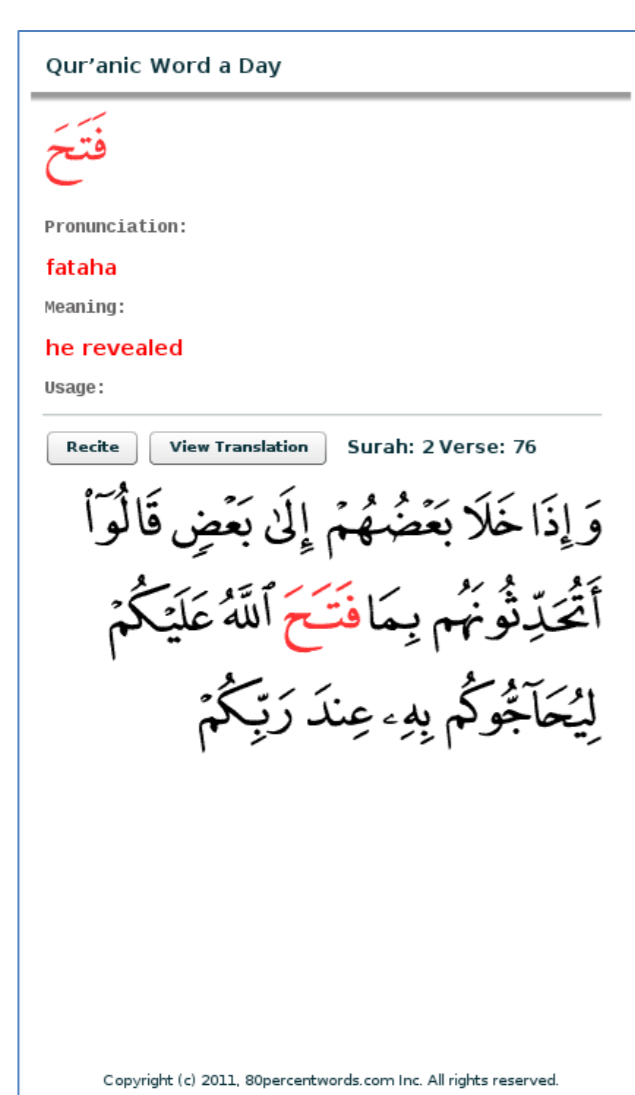 Qur'anic Word a Day
فَتَحَ
Pronunciation:
fataha
Meaning:
he revealed
Usage:
Recite View Translation Surah: 2 Verse: 76
وَإِذَا خَلَا بَعْضُهُمْ إِلَىٰ بَعْضٍ قَالُوٓا۟
أَتُحَدِّثُونَهُم بِمَا فَتَحَ ٱللَّهُ عَلَيْكُمْ
لِيُحَآجُّوكُم بِهِۦ عِندَ رَبِّكُمْ
Copyright (c) 2011, 80percentwords.com Inc. All rights reserved.